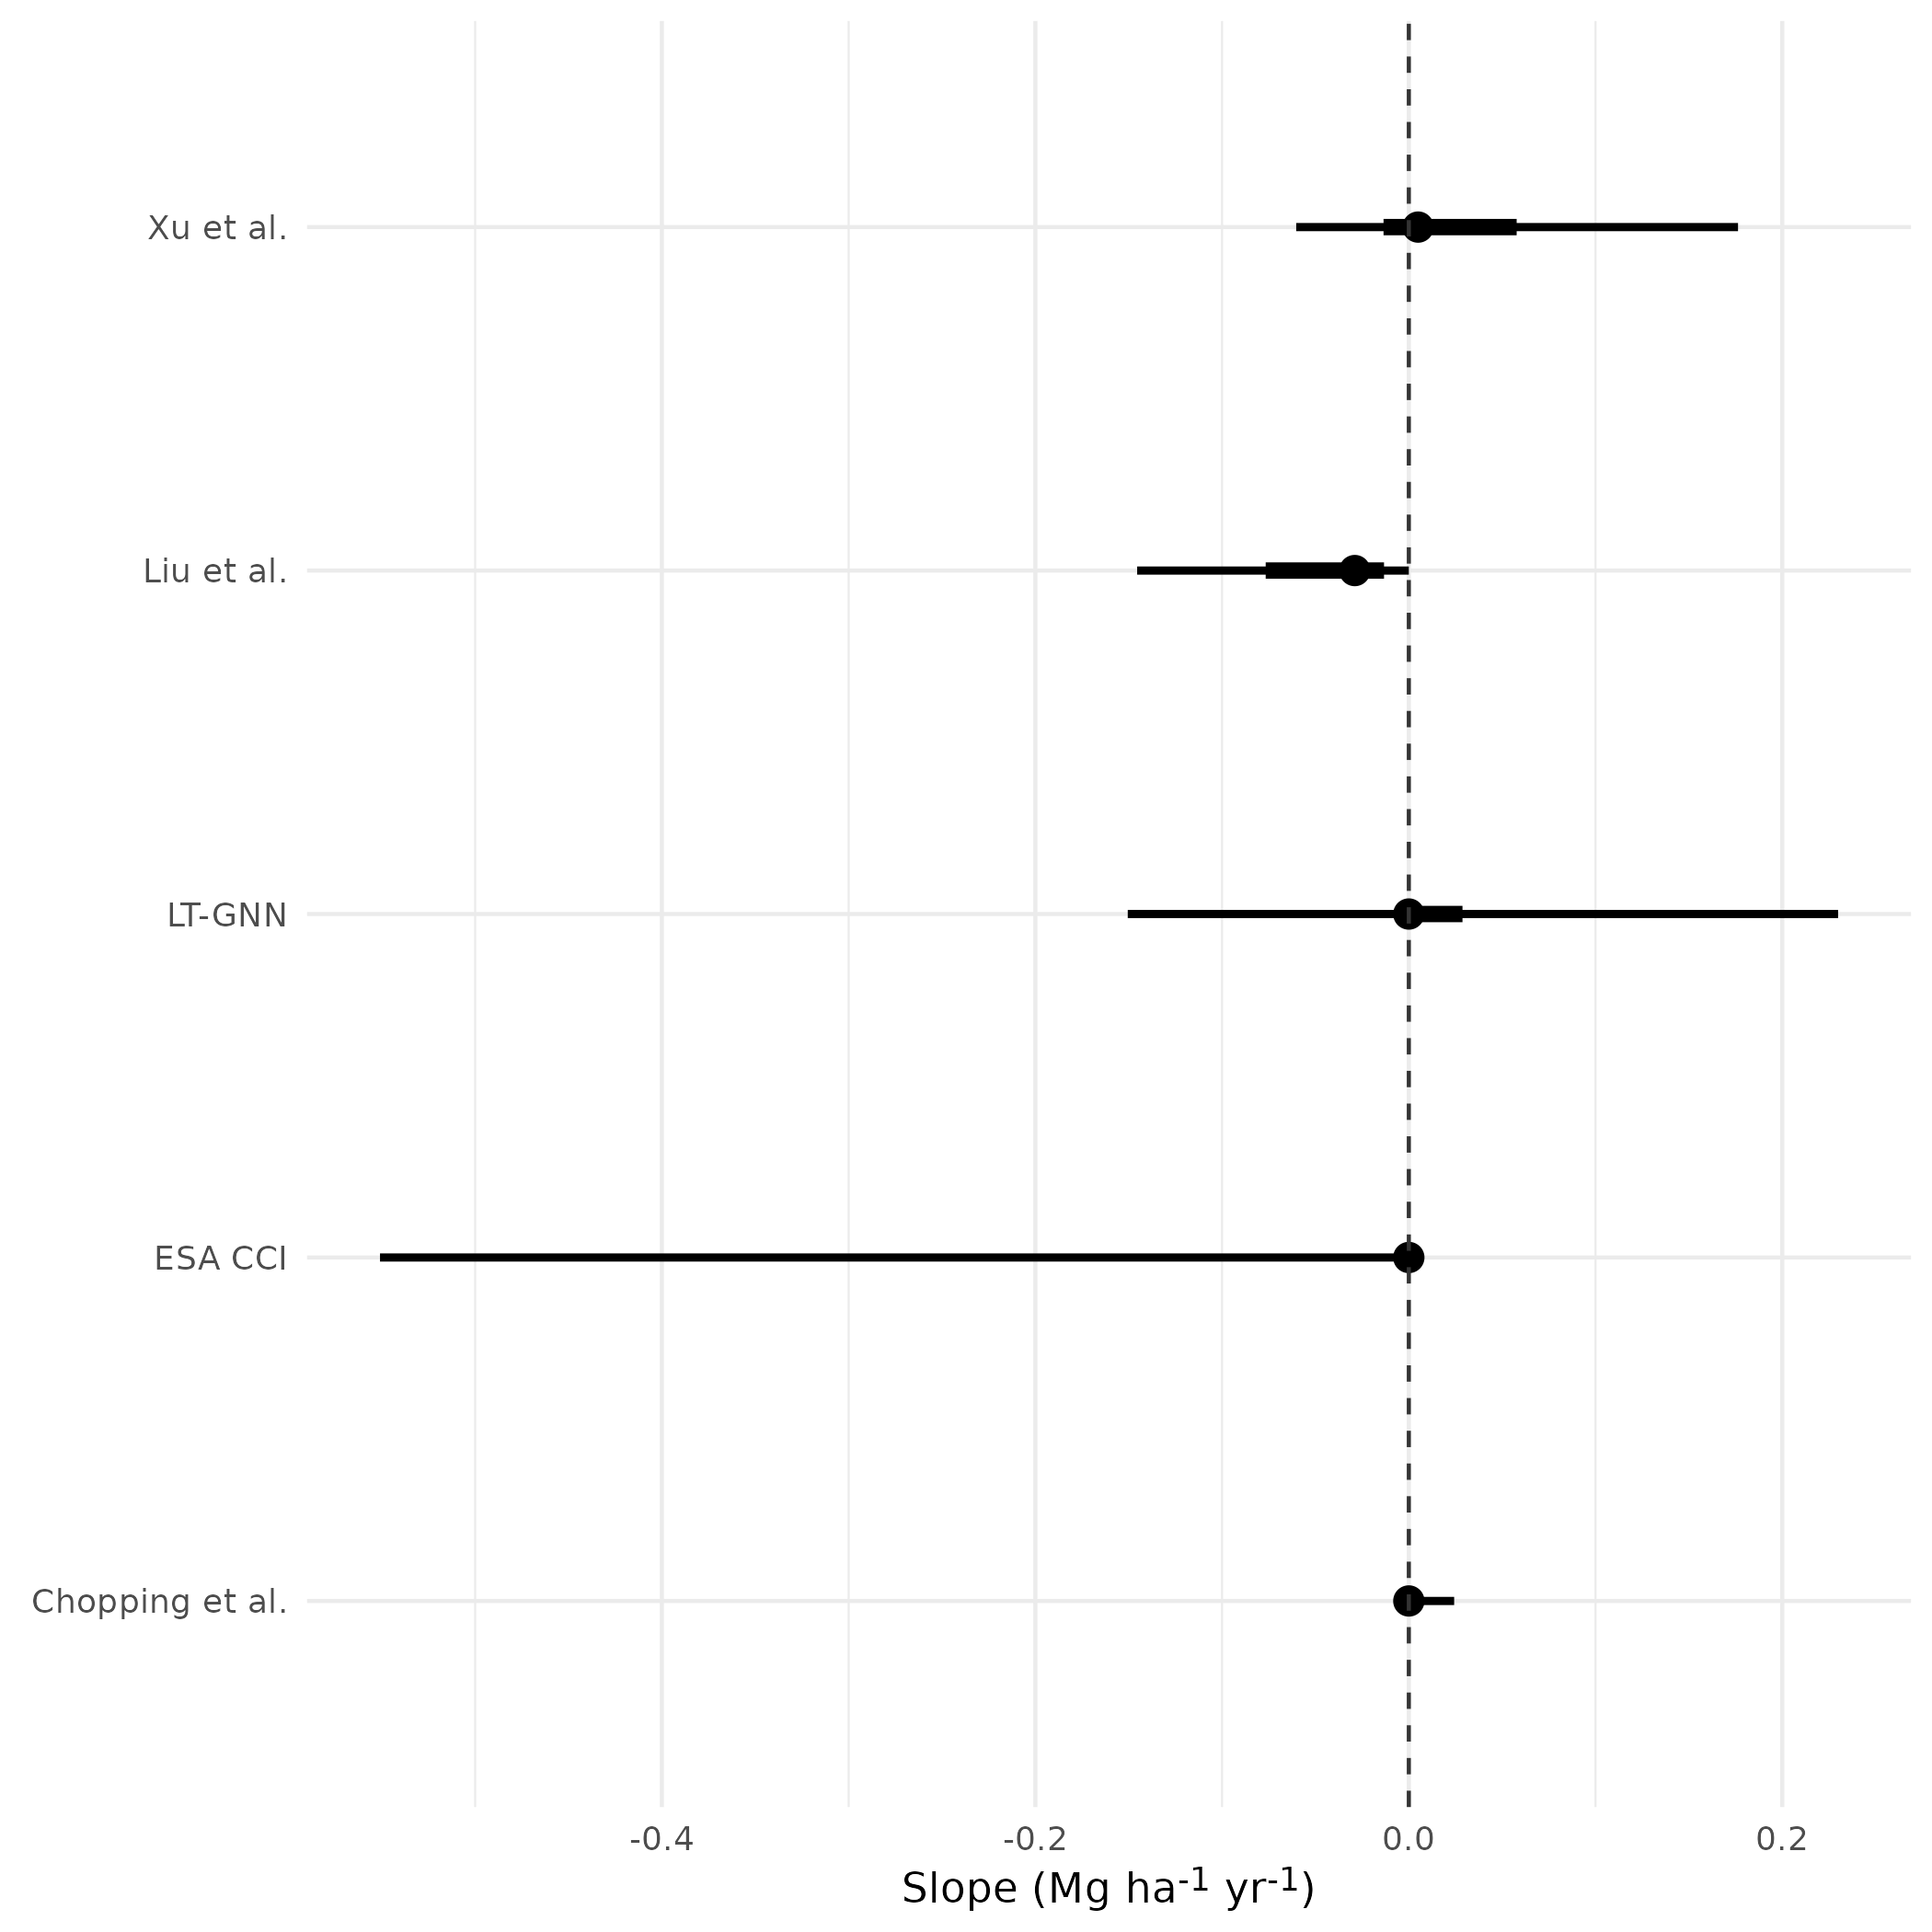 Xu et al.
Liu et al.
LT-GNN
ESA CCI
Chopping et al.
-0.4 -0.2 0.0 0.2
Slope (Mg ha⁻¹ yr⁻¹)